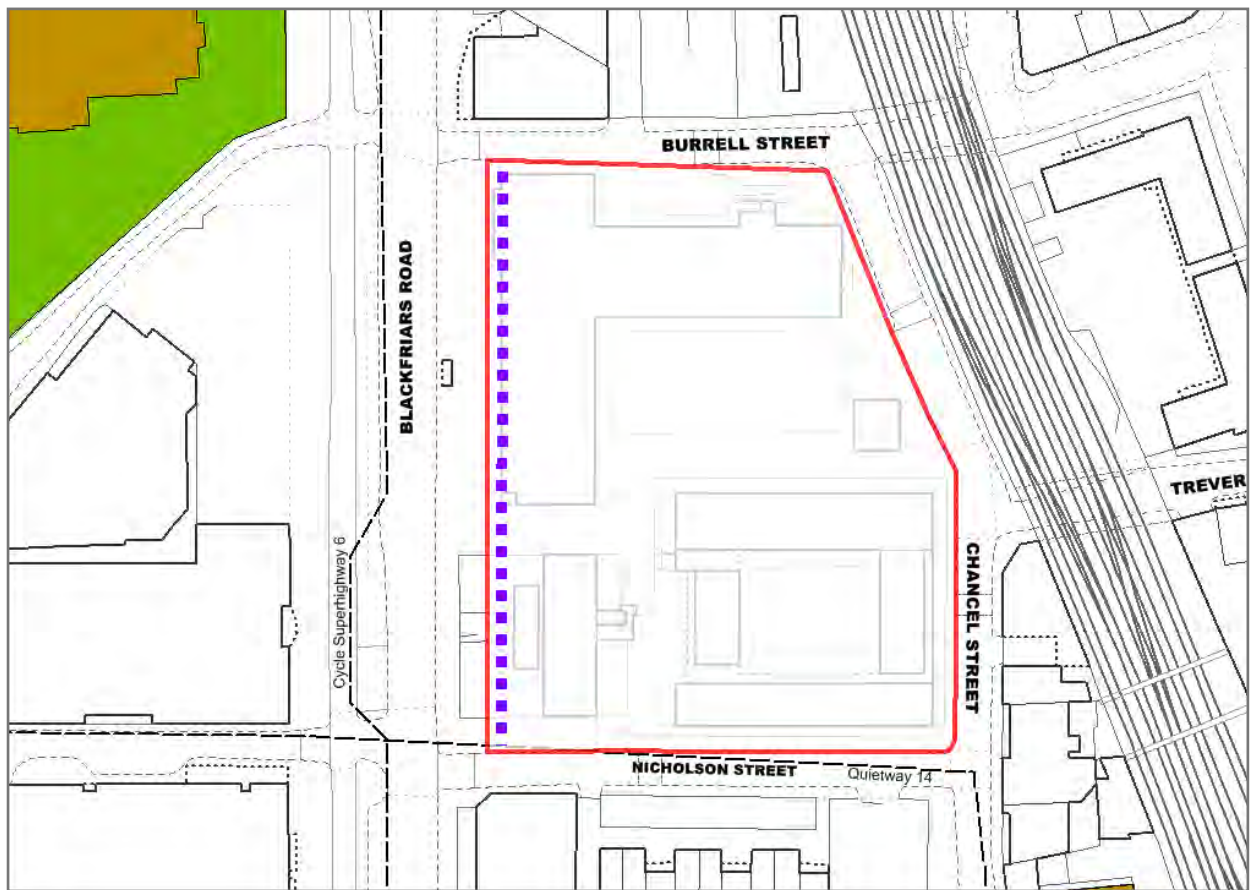 BURRELL STREET
BLACKFRIARS ROAD
TREVER
Cycle Superhighway 6
CHANCEL STREET
NICHOLSON STREET
Quietway 14